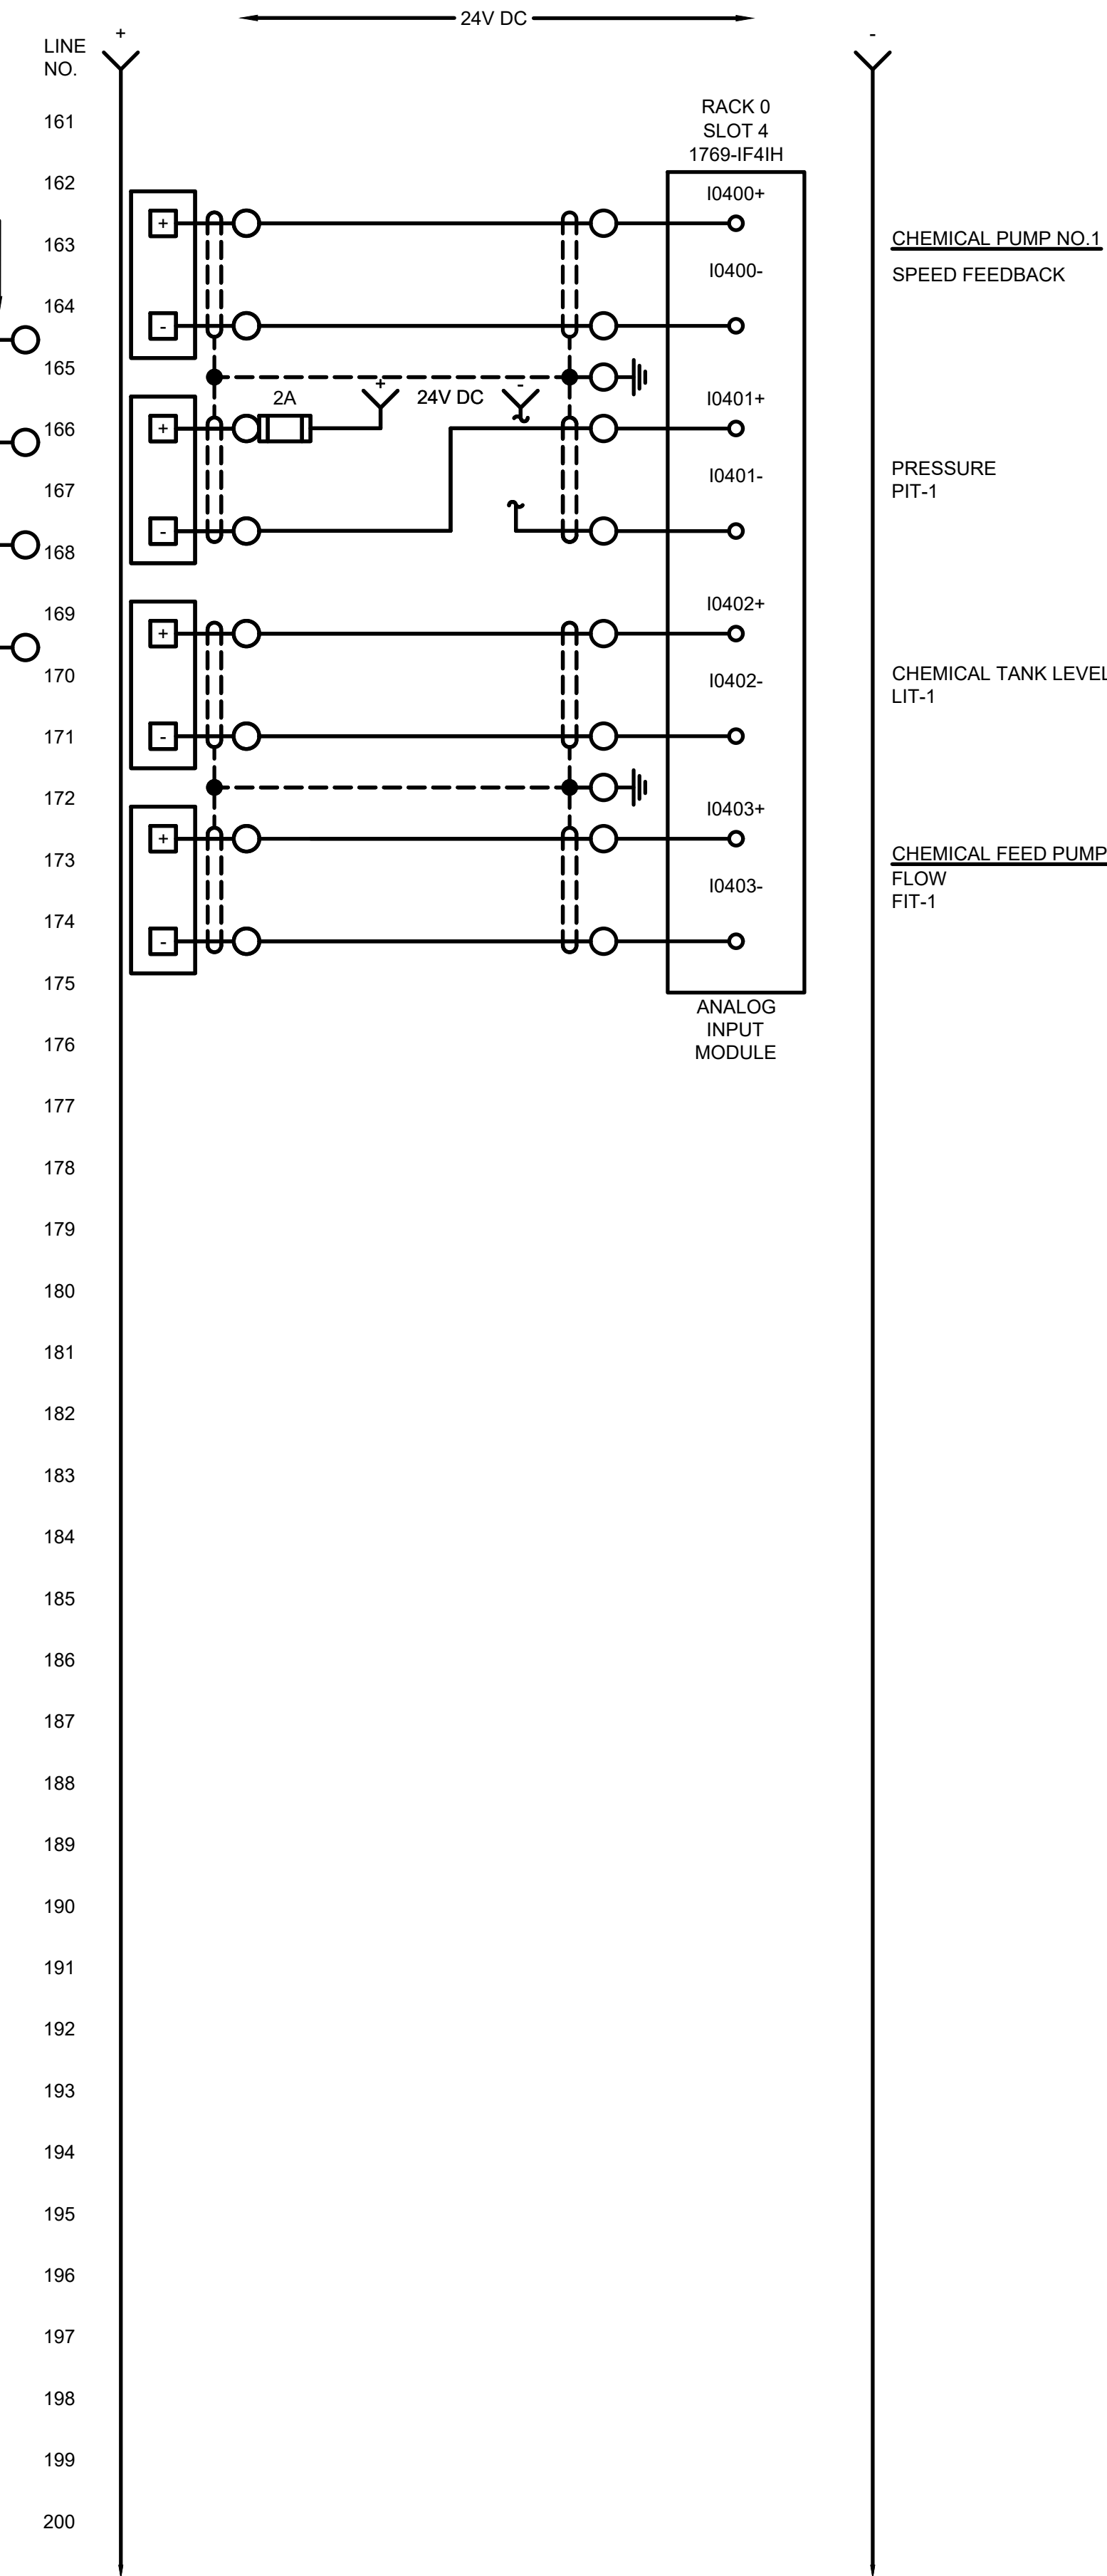 24V DC
+
-
LINE
NO.
161
RACK 0
SLOT 4
1769-IF4IH
162
I0400+
+
163
CHEMICAL PUMP NO.1
I0400-
SPEED FEEDBACK
164
-
165
+
24V DC
-
2A
I0401+
166
+
I0401-
PRESSURE
167
PIT-1
-
168
I0402+
169
+
170
I0402-
CHEMICAL TANK LEVEL
LIT-1
171
-
172
I0403+
+
173
CHEMICAL FEED PUMP
I0403-
FLOW
FIT-1
174
-
175
ANALOG
INPUT
MODULE
176
177
178
179
180
181
182
183
184
185
186
187
188
189
190
191
192
193
194
195
196
197
198
199
200